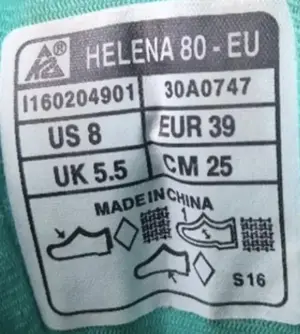 HELENA 80 - EU
I160204901 30A0747
US 8 EUR 39
UK 5.5 CM 25
MADE IN CHINA
S16